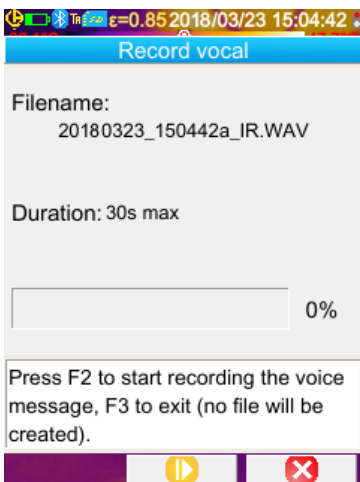 ε=0.85 2018/03/23 15:04:42
Record vocal
Filename:
20180323_150442a_IR.WAV
Duration: 30s max
0%
Press F2 to start recording the voice
message, F3 to exit (no file will be
created).